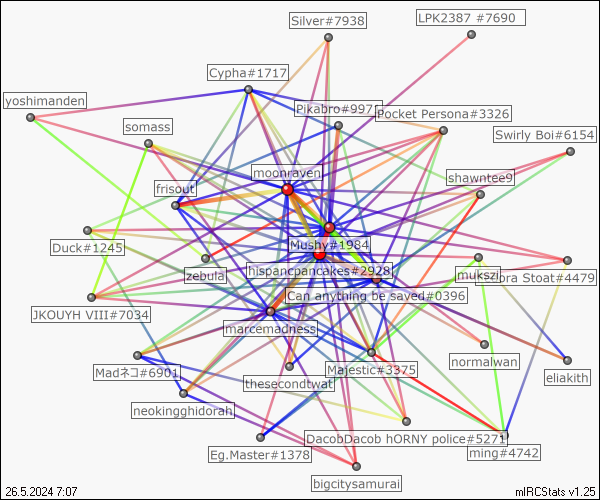 Silver#7938
LPK2387 #7690
Cypha#1717
yoshimanden
Pikabro#997
Pocket Persona#3326
somass
Swirly Boi#6154
moonraven
shawntee9
frisout
Duck#1245
Mushy#1984
zebula
hispancpancakes#2928
mukszi
ora Stoat#4479
Can anything be saved#0396
JKOUYH VIII#7034
marcemadness
normalwan
Madネコ#6901
thesecondtwat
Majestic#3375
eliakith
neokingghidorah
DacobDacob hORNY police#5271
Eg.Master#1378
ming#4742
bigcitysamurai
26.5.2024 7:07
mIRCStats v1.25